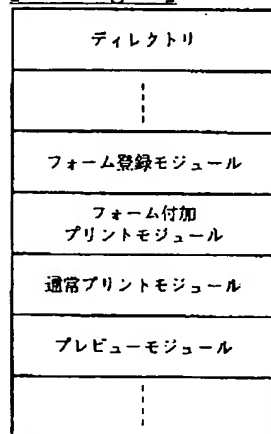 ディレクトリ
フォーム登録モジュール
フォーム付加
プリントモジュール
通常プリントモジュール
プレビューモジュール